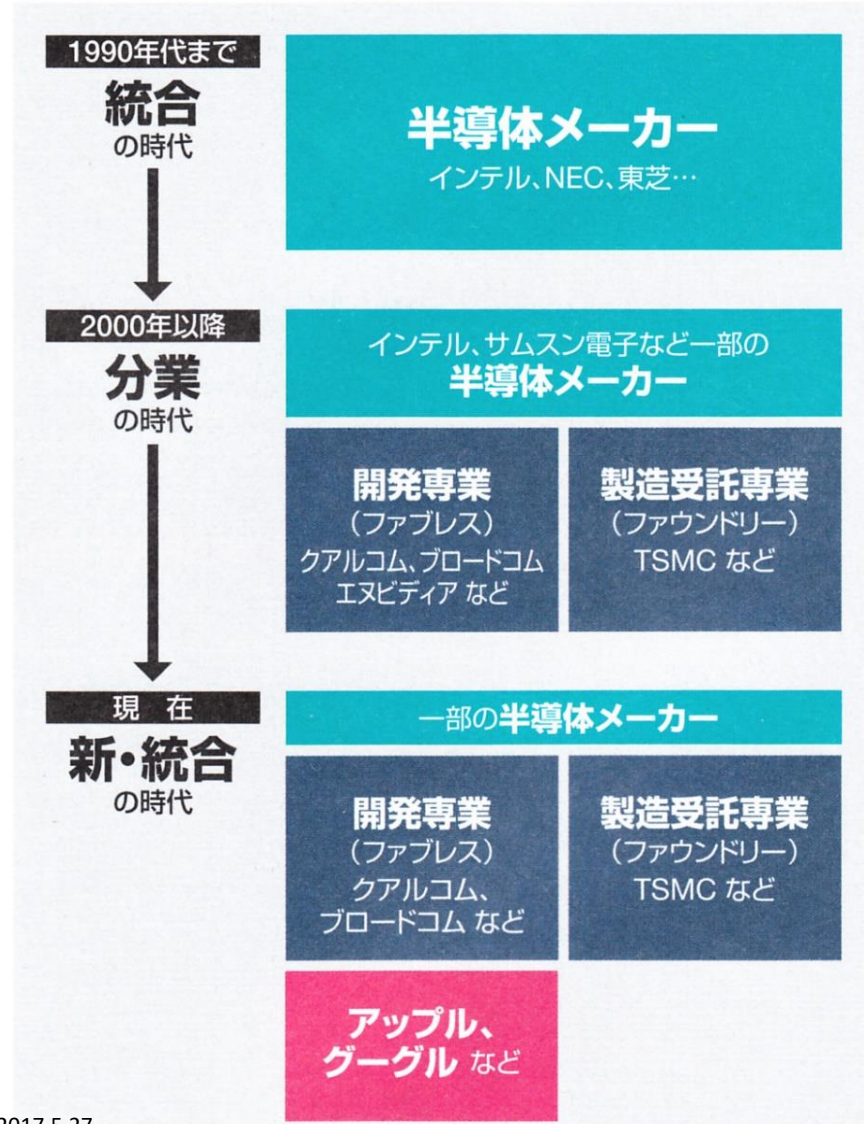 1990年代まで
統合
の時代
半導体メーカー
インテル、NEC、東芝…
2000年以降
分業
の時代
インテル、サムスン電子など一部の
半導体メーカー
開発専業
(ファブレス)
クアルコム、ブロードコム
エヌビディア など
製造受託専業
(ファウンドリー)
TSMC など
現 在
新・統合
の時代
一部の半導体メーカー
開発専業
(ファブレス)
クアルコム、
ブロードコム など
製造受託専業
(ファウンドリー)
TSMC など
アップル、
グーグル など